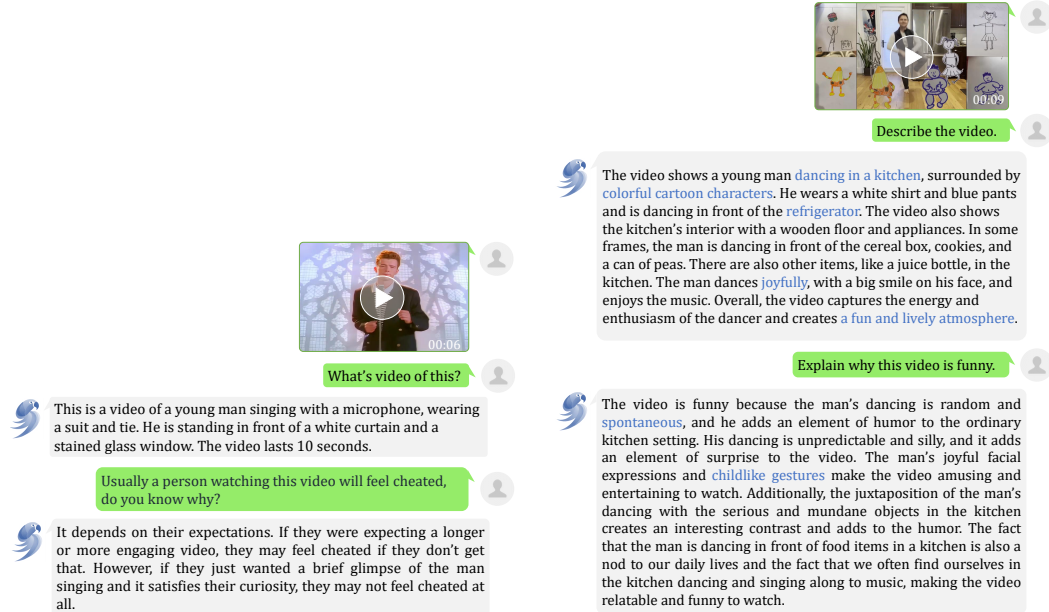 00:06
What's video of this?
This is a video of a young man singing with a microphone, wearing
a suit and tie. He is standing in front of a white curtain and a
stained glass window. The video lasts 10 seconds.
Usually a person watching this video will feel cheated,
do you know why?
It depends on their expectations. If they were expecting a longer
or more engaging video, they may feel cheated if they don't get
that. However, if they just wanted a brief glimpse of the man
singing and it satisfies their curiosity, they may not feel cheated at
all.
00:09
Describe the video.
The video shows a young man dancing in a kitchen, surrounded by
colorful cartoon characters. He wears a white shirt and blue pants
and is dancing in front of the refrigerator. The video also shows
the kitchen's interior with a wooden floor and appliances. In some
frames, the man is dancing in front of the cereal box, cookies, and
a can of peas. There are also other items, like a juice bottle, in the
kitchen. The man dances joyfully, with a big smile on his face, and
enjoys the music. Overall, the video captures the energy and
enthusiasm of the dancer and creates a fun and lively atmosphere.
Explain why this video is funny.
The video is funny because the man's dancing is random and
spontaneous, and he adds an element of humor to the ordinary
kitchen setting. His dancing is unpredictable and silly, and it adds
an element of surprise to the video. The man's joyful facial
expressions and childlike gestures make the video amusing and
entertaining to watch. Additionally, the juxtaposition of the man's
dancing with the serious and mundane objects in the kitchen
creates an interesting contrast and adds to the humor. The fact
that the man is dancing in front of food items in a kitchen is also a
nod to our daily lives and the fact that we often find ourselves in
the kitchen dancing and singing along to music, making the video
relatable and funny to watch.